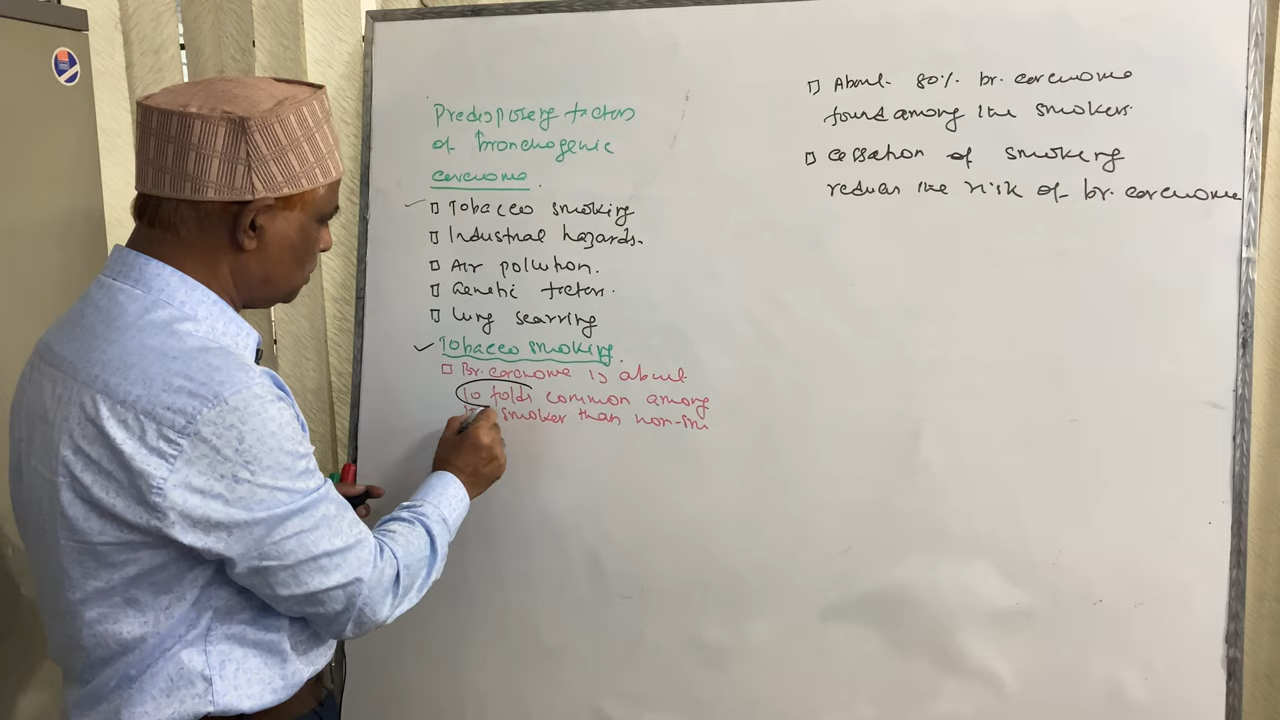 Predisposing factors
of Bronchogenic
carcinoma.
Tobacco smoking
Industrial hazards.
Air pollution.
Genetic factors.
Lung scarring
Tobacco smoking.
Br. carcinoma is about
10 folds common among
smoker than non-sm
About 80% br. carcinoma
found among the smokers.
cessation of smoking
reduces the risk of br. carcinoma